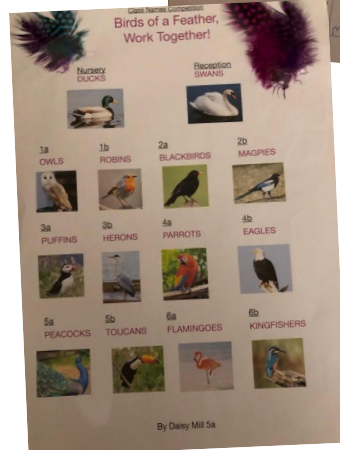 Class Names Competition
Birds of a Feather,
Work Together!
Nursery
DUCKS
Reception
SWANS
1a
OWLS
1b
ROBINS
2a
BLACKBIRDS
2b
MAGPIES
3a
PUFFINS
3b
HERONS
4a
PARROTS
4b
EAGLES
5a
PEACOCKS
5b
TOUCANS
6a
FLAMINGOES
6b
KINGFISHERS
By Daisy Mill 5a